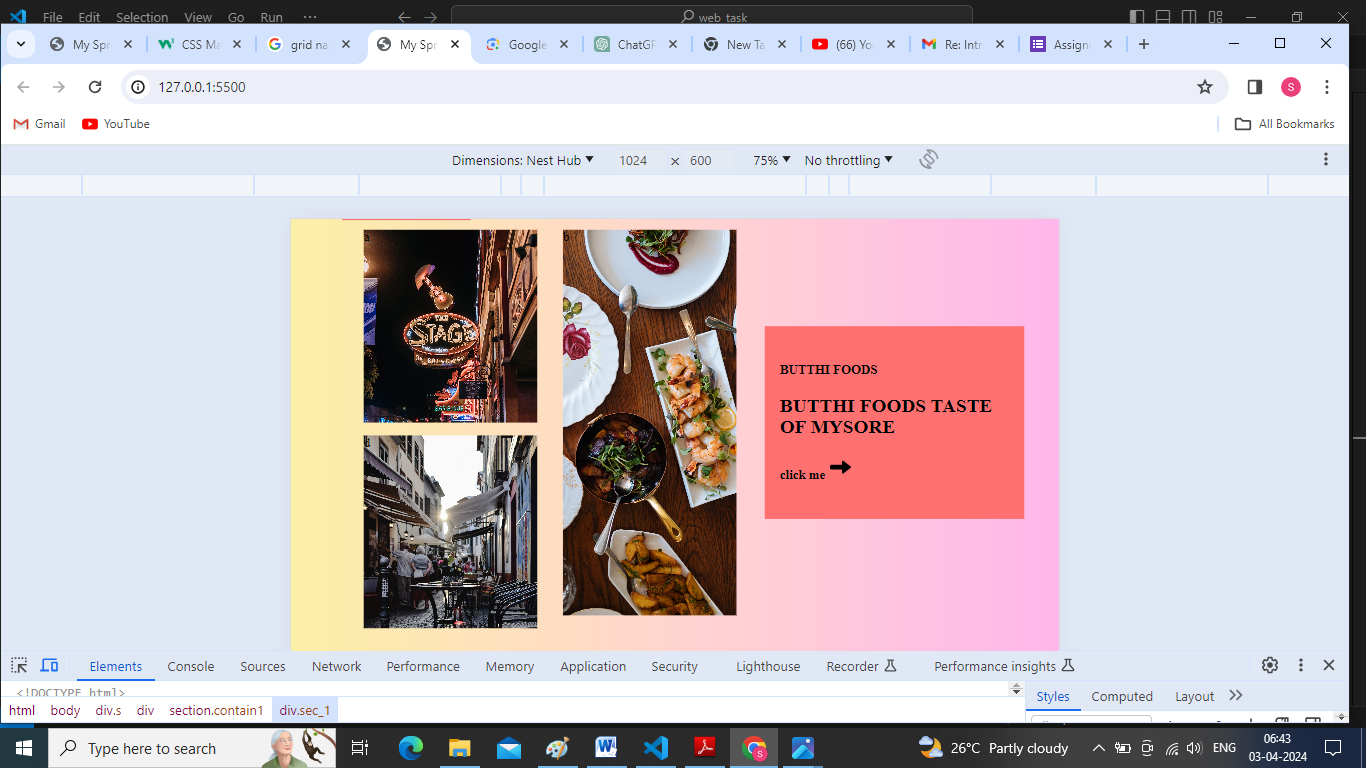 File Edit Selection View Go Run ··· web_task
My Spr CSS Ma grid na My Spr Google ChatGP New Ta (66) Yo Re: Intr Assign
127.0.0.1:5500
S
Gmail YouTube All Bookmarks
Dimensions: Nest Hub 1024 × 600 75% No throttling
a
b
THE
STAGE
BUTTHI FOODS
BUTTHI FOODS TASTE
OF MYSORE
d
click me
Elements Console Sources Network Performance Memory Application Security Lighthouse Recorder Performance insights
<!DOCTYPE html>
Styles Computed Layout
html body div.s div section.contain1 div.sec_1
Type here to search
26°C Partly cloudy ENG 06:43
03-04-2024